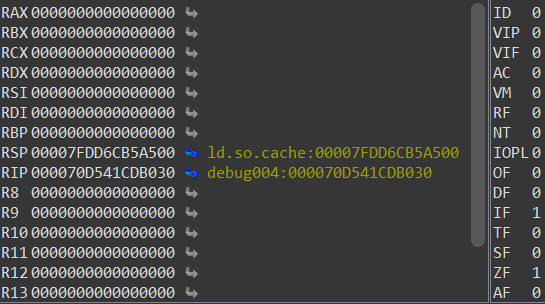 RAX 0000000000000000 ID 0
RBX 0000000000000000 VIP 0
RCX 0000000000000000 VIF 0
RDX 0000000000000000 AC 0
RSI 0000000000000000 VM 0
RDI 0000000000000000 RF 0
RBP 0000000000000000 NT 0
RSP 00007FDD6CB5A500 ld.so.cache:00007FDD6CB5A500 IOPL 0
RIP 000070D541CDB030 debug004:000070D541CDB030 OF 0
R8 0000000000000000 DF 0
R9 0000000000000000 IF 1
R10 0000000000000000 TF 0
R11 0000000000000000 SF 0
R12 0000000000000000 ZF 1
R13 0000000000000000 AF 0